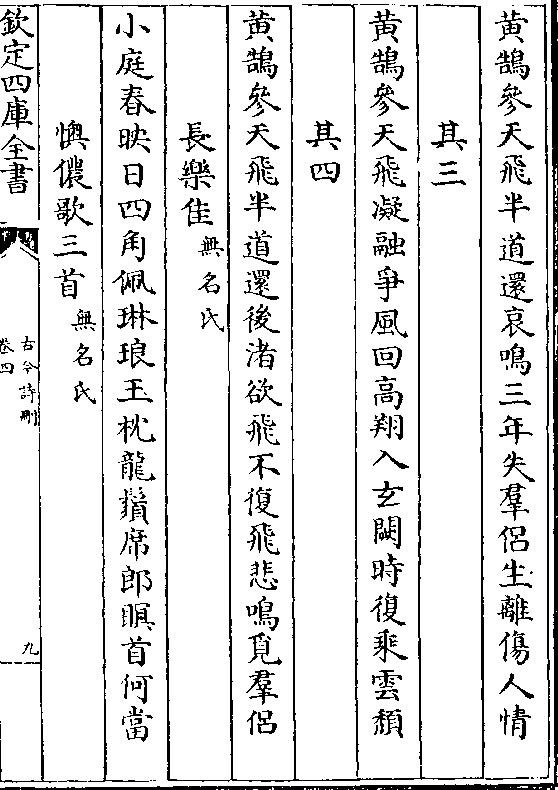 黄鵠參天飛半道還哀鳴三年失羣侣生離傷人情
其三
黄鵠參天飛凝融爭風回高翔入玄闕時復乘雲頽
其四
黄鵠參天飛半道還後渚欲飛不復飛悲鳴覓羣侣
長樂佳無名氏
小庭春映日四角佩琳琅玉枕龍鬚席郎瞑首何當
懊儂歌三首無名氏
欽定四庫全書
古今詩刪
卷四
九